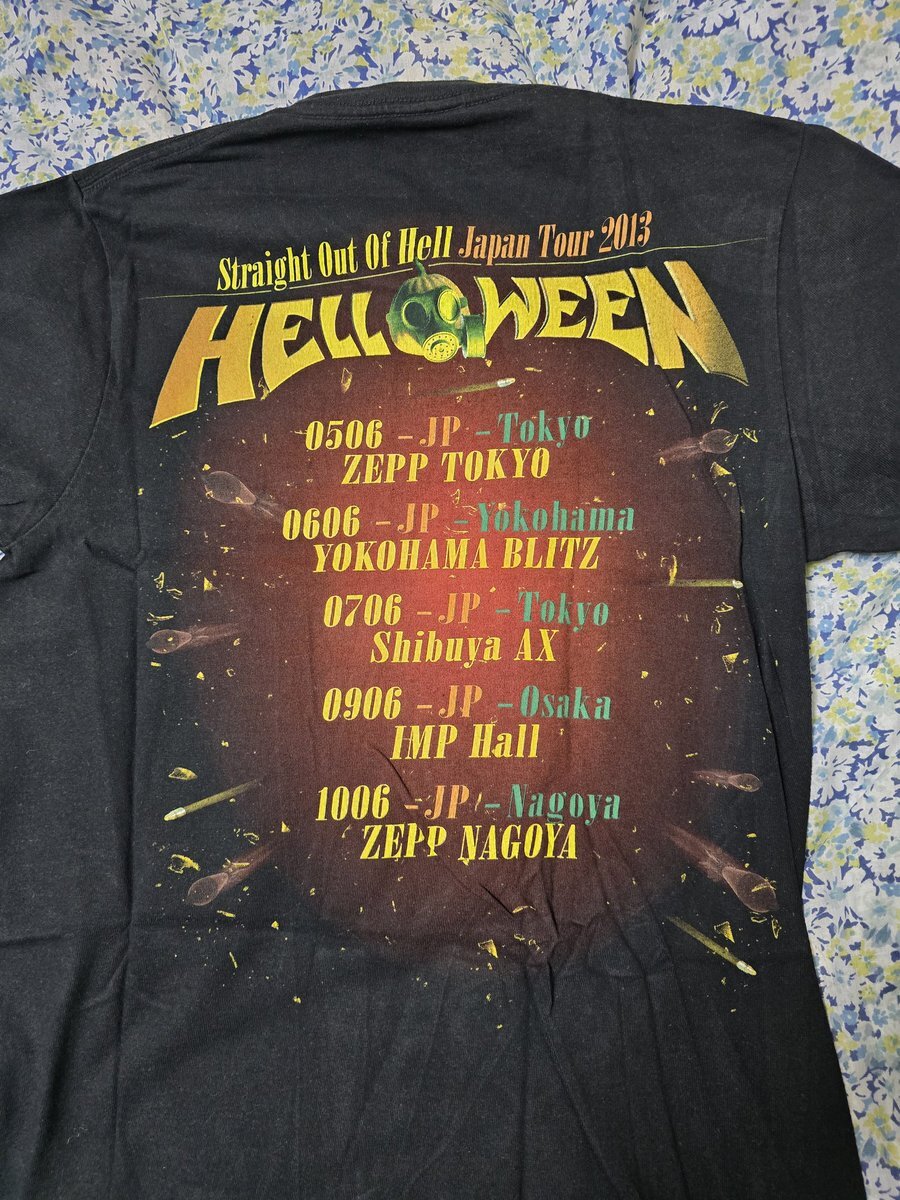 Straight Out Of Hell Japan Tour 2013
HELLOWEEN
0506 - JP - Tokyo
ZEPP TOKYO
0606 - JP - Yokohama
YOKOHAMA BLITZ
0706 - JP - Tokyo
Shibuya AX
0906 - JP - Osaka
IMP Hall
1006 - JP - Nagoya
ZEPP NAGOYA